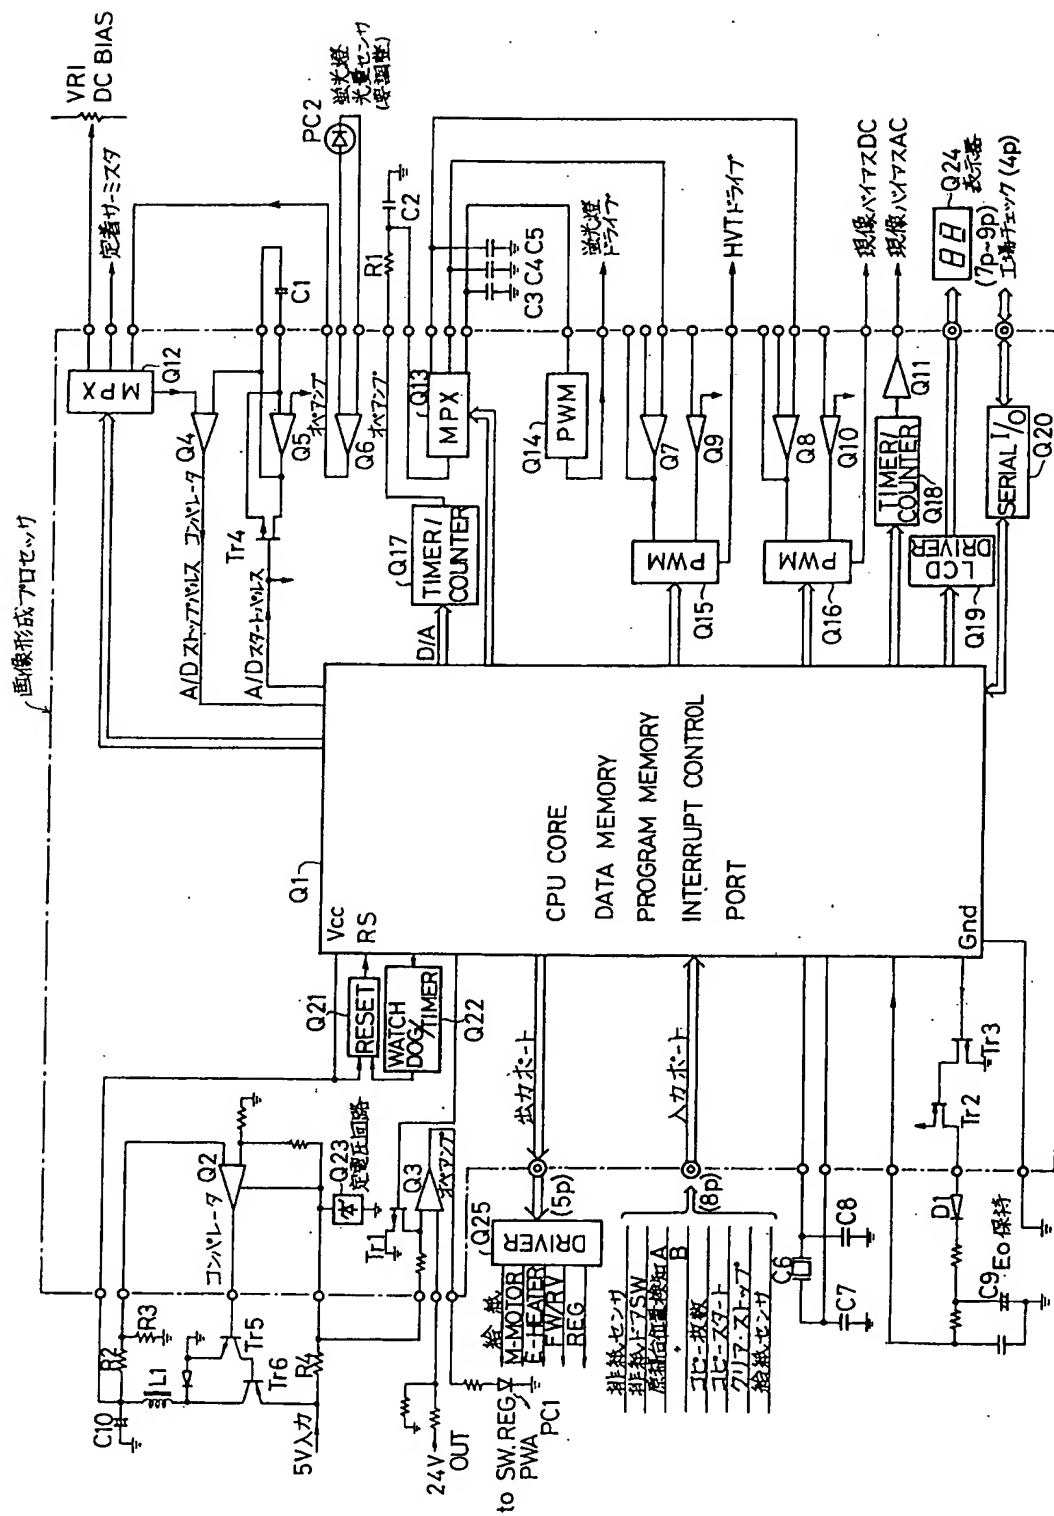 画像形成プロセッサ
VR1
DC BIAS
定着サーミスタ
MPX
Q12
PC2
蛍光燈
光量センサ
(要調整)
Q4
コンパレータ
A/Dストップパルス
Q5
オペアンプ
C1
Tr4
A/Dスタートパルス
Q6
オペアンプ
R1
C2
Q13
MPX
C3
C4
C5
Q17
TIMER/
COUNTER
D/A
Q14
PWM
蛍光燈
ドライブ
Q7
Q9
PWM
Q15
HVTドライブ
Q8
Q10
PWM
Q16
現像バイアスDC
現像バイアスAC
Q11
TIMER/
COUNTER
Q18
LCD
DRIVER
Q19
Q24
表示器
(7p~9p)
工場チェック(4p)
SERIAL I/O
Q20
Q1
Vcc
RS
CPU CORE
DATA MEMORY
PROGRAM MEMORY
INTERRUPT CONTROL
PORT
Gnd
Q21
RESET
WATCH
DOG/
TIMER
Q22
Q2
コンパレータ
Q23
定電圧回路
Q3
オペアンプ
Tr1
C10
R2
R3
L1
Tr5
Tr6
R4
5V入力
24V
OUT
to SW.REG
PWA
PC1
Q25
DRIVER
(5p)
出力ポート
給紙
M-MOTOR
E-HEATER
FW/RV
REG
入力ポート
(8p)
排紙センサ
排紙ドアSW
原稿台位置検知A
B
コピー枚数
コピースタート
クリア・ストップ
給紙センサ
C6
C7
C8
Tr3
Tr2
D1
C9
Eo保持